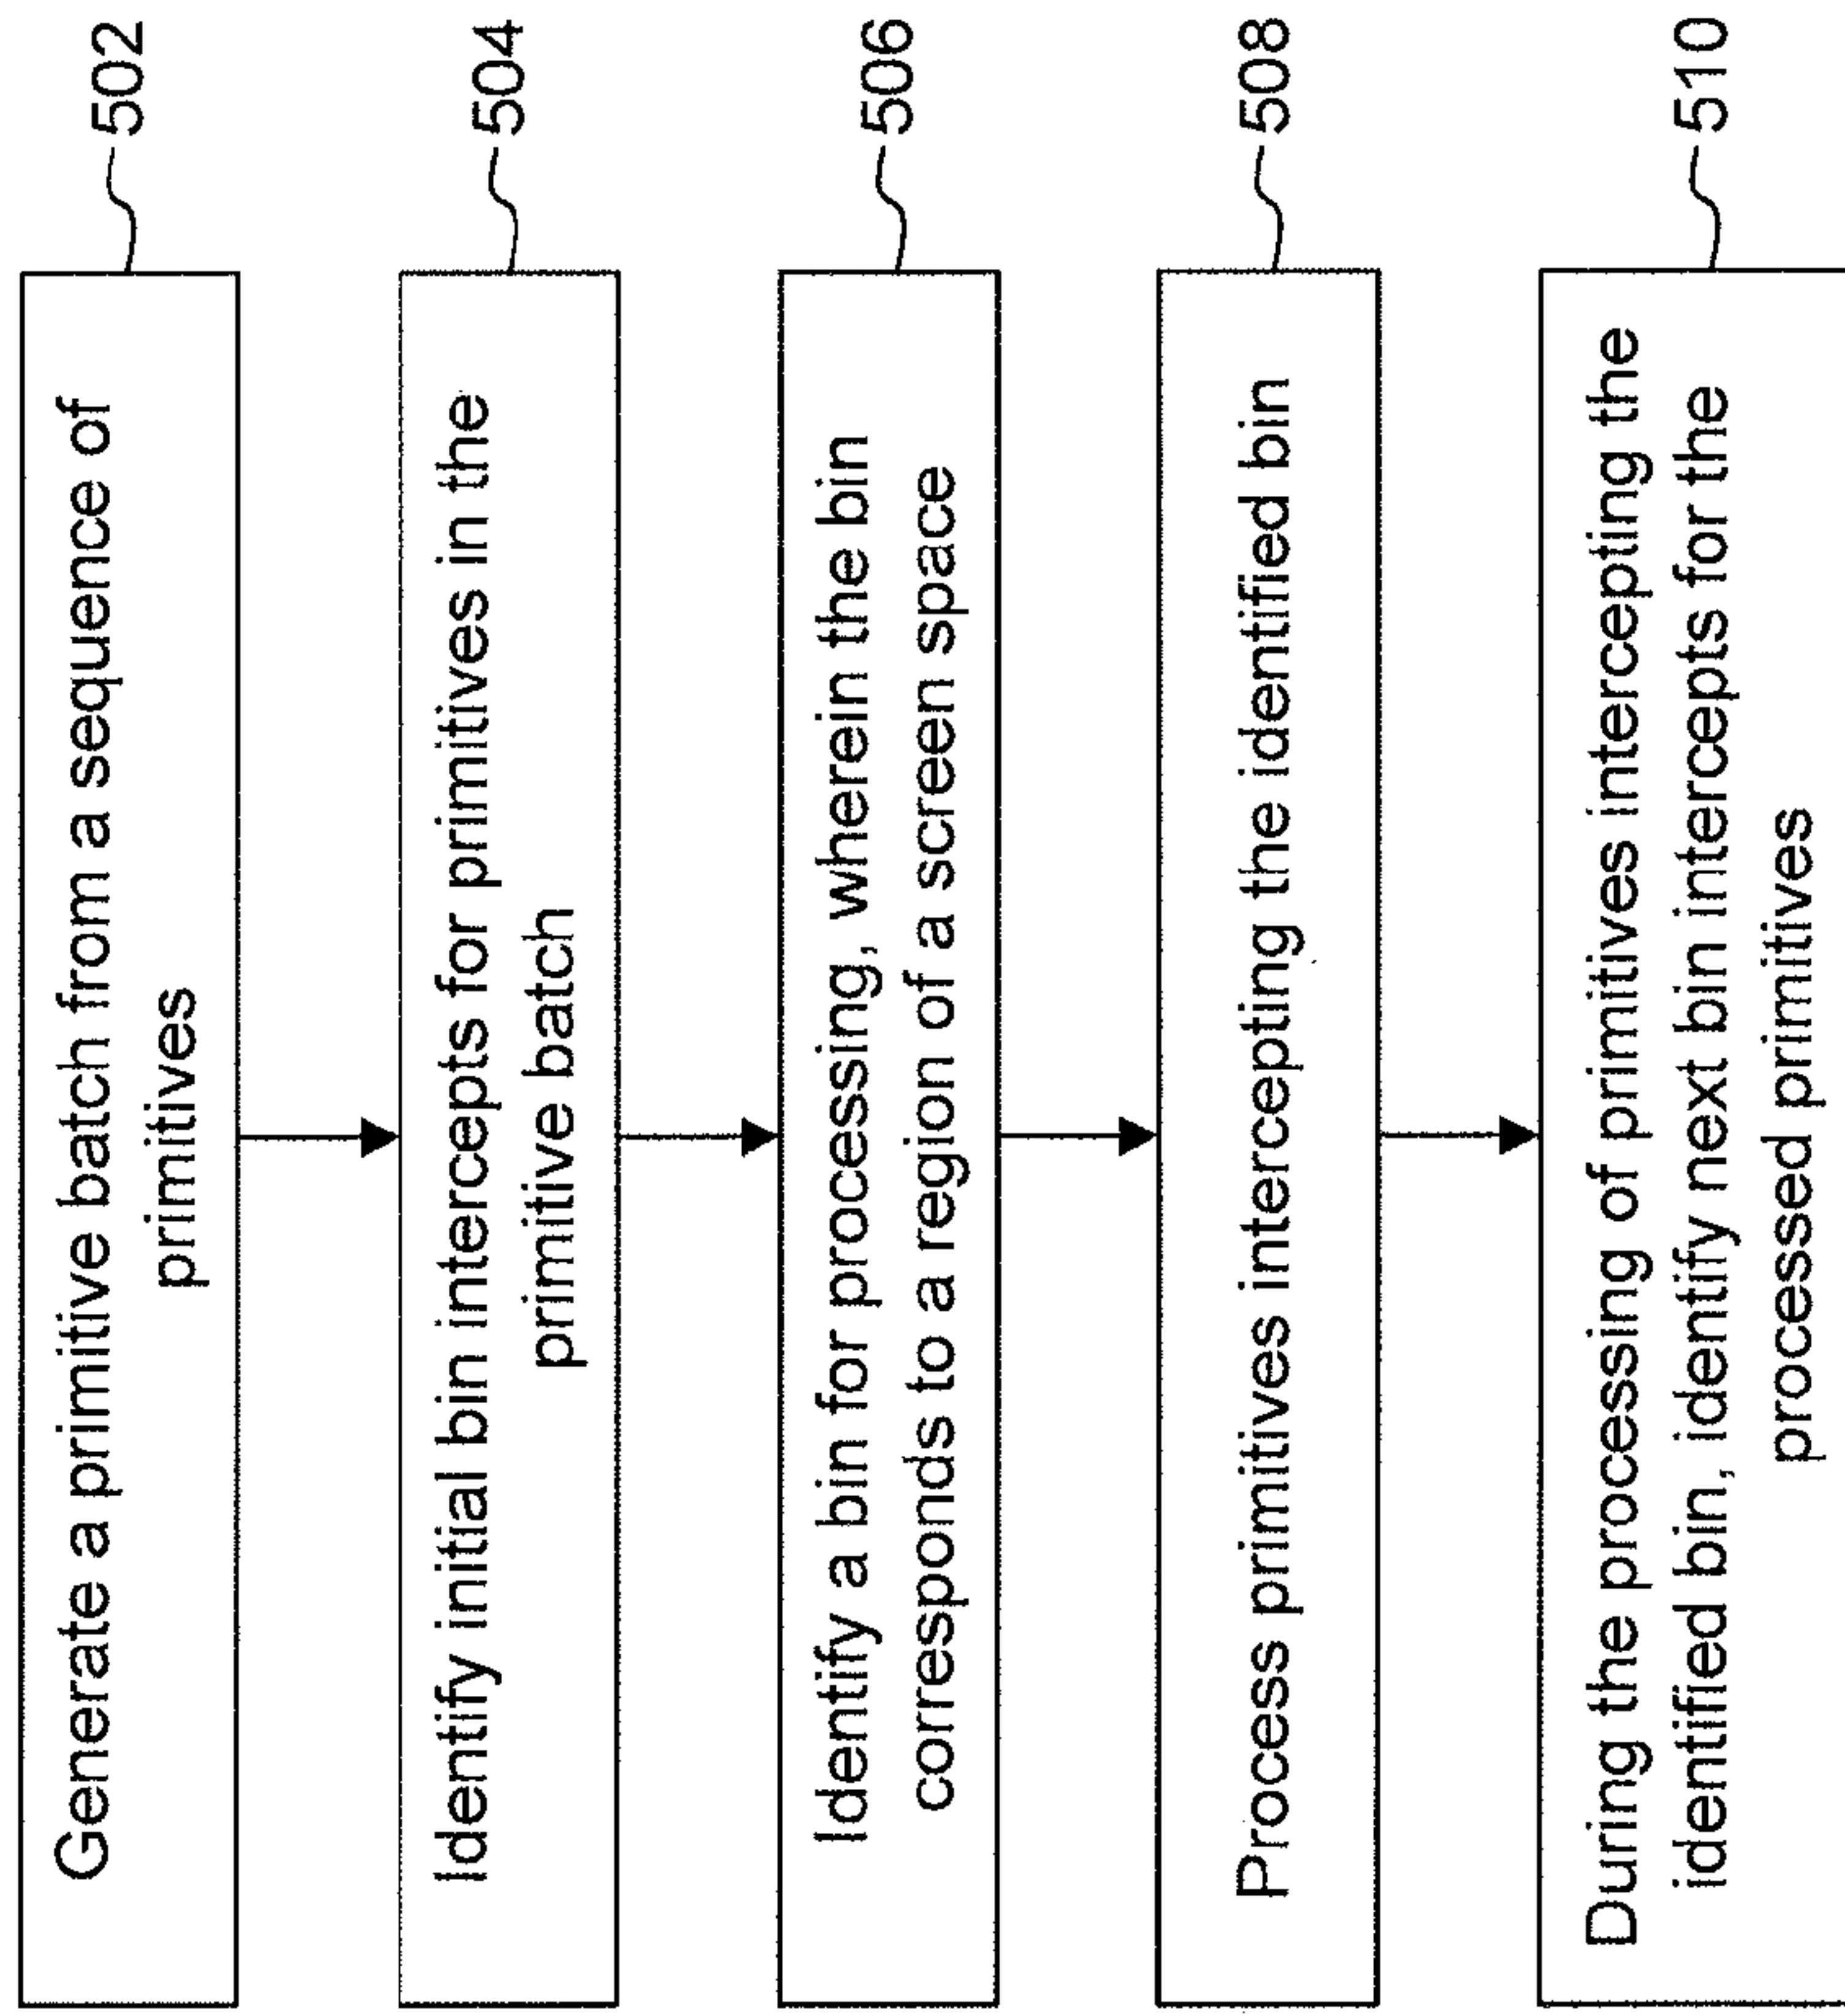 Generate a primitive batch from a sequence of
primitives
502
Identify initial bin intercepts for primitives in the
primitive batch
504
Identify a bin for processing, wherein the bin
corresponds to a region of a screen space
506
Process primitives intercepting the identified bin
508
During the processing of primitives intercepting the
identified bin, identify next bin intercepts for the
processed primitives
510